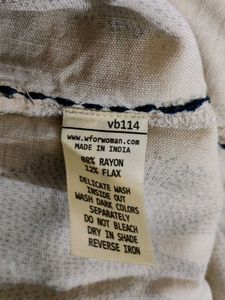 vb114
www.wforwoman.com
MADE IN INDIA
88% RAYON
12% FLAX
DELICATE WASH
INSIDE OUT
WASH DARK COLORS
SEPARATELY
DO NOT BLEACH
DRY IN SHADE
REVERSE IRON